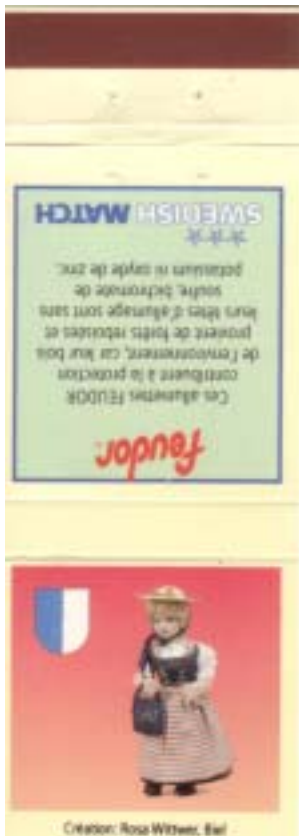 feudor
Ces allumettes FEUDOR
contribuent à la protection
de l'environnement, car leur bois
provient de forêts reboisées et
leurs têtes d'allumage sont sans
soufre, bichromate de
potassium ni oxyde de zinc.
SWEDISH MATCH
Création: Rosa Wittwer, Biel